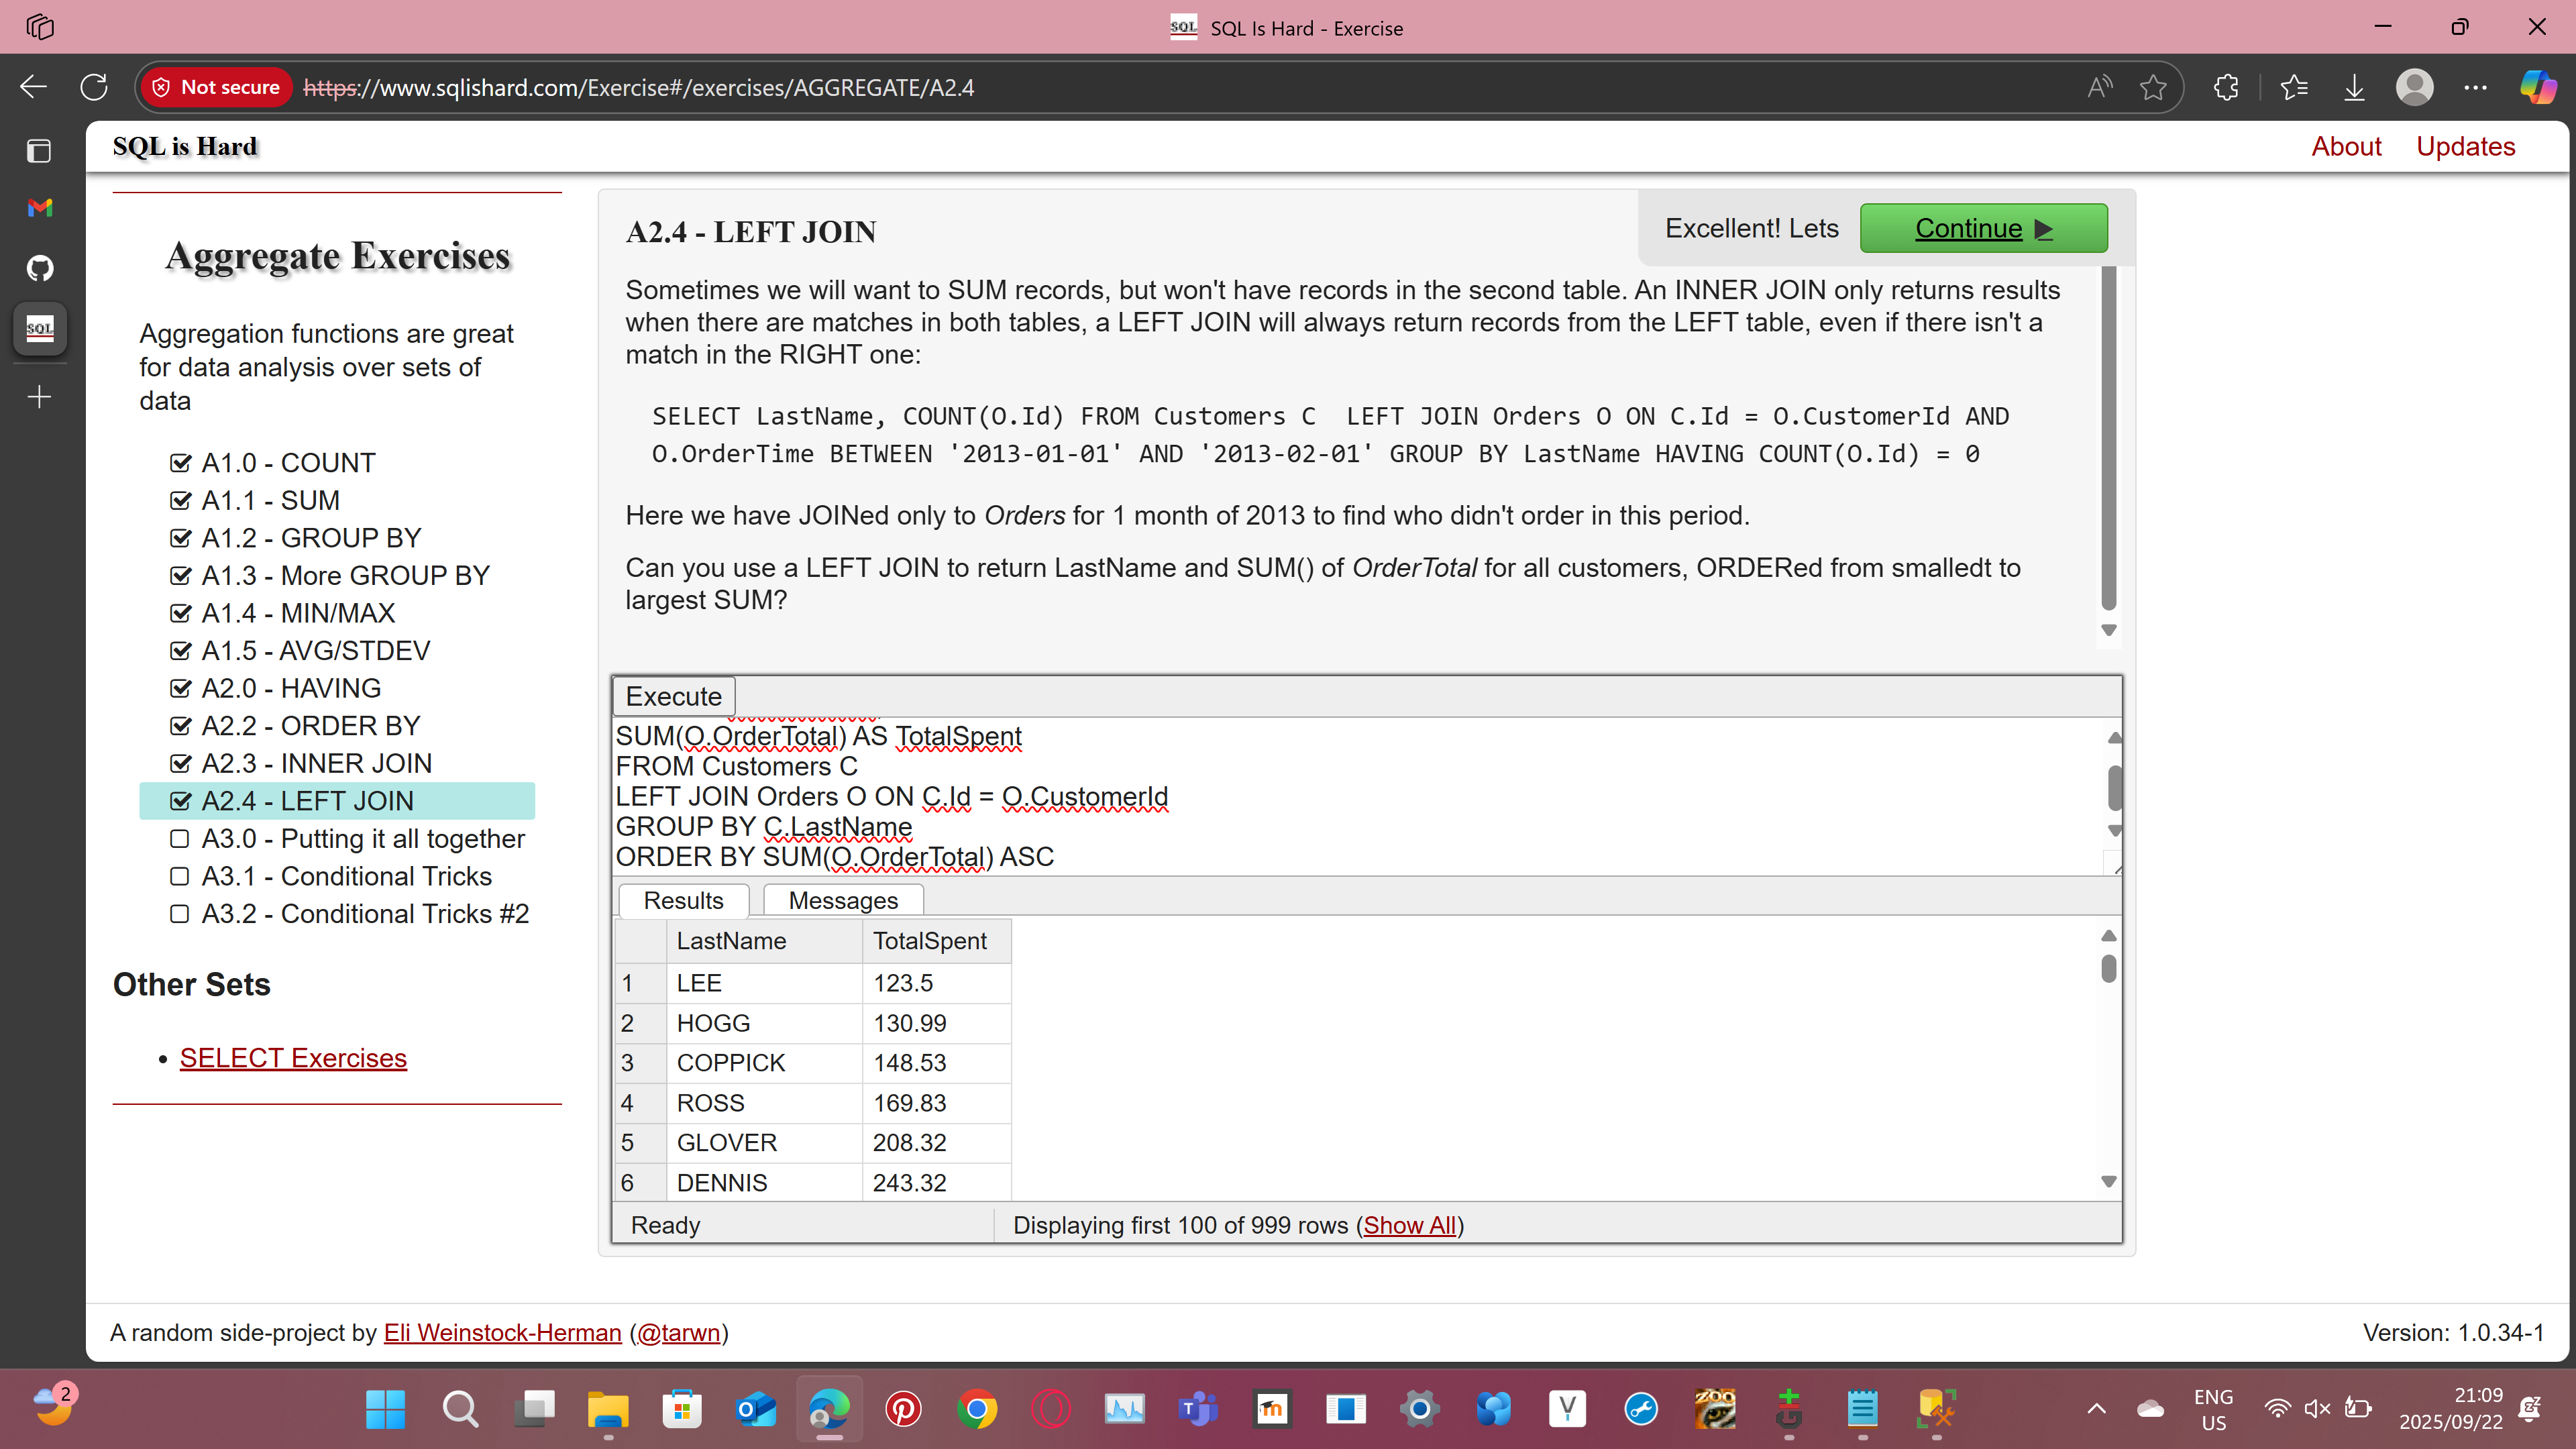 SQL SQL Is Hard - Exercise
Not secure https://www.sqlishard.com/Exercise#/exercises/AGGREGATE/A2.4
SQL is Hard
About Updates
Aggregate Exercises
Aggregation functions are great
for data analysis over sets of
data
A1.0 - COUNT
A1.1 - SUM
A1.2 - GROUP BY
A1.3 - More GROUP BY
A1.4 - MIN/MAX
A1.5 - AVG/STDEV
A2.0 - HAVING
A2.2 - ORDER BY
A2.3 - INNER JOIN
A2.4 - LEFT JOIN
A3.0 - Putting it all together
A3.1 - Conditional Tricks
A3.2 - Conditional Tricks #2
Other Sets
SELECT Exercises
A2.4 - LEFT JOIN
Excellent! Lets Continue
Sometimes we will want to SUM records, but won't have records in the second table. An INNER JOIN only returns results
when there are matches in both tables, a LEFT JOIN will always return records from the LEFT table, even if there isn't a
match in the RIGHT one:
SELECT LastName, COUNT(O.Id) FROM Customers C LEFT JOIN Orders O ON C.Id = O.CustomerId AND
O.OrderTime BETWEEN '2013-01-01' AND '2013-02-01' GROUP BY LastName HAVING COUNT(O.Id) = 0
Here we have JOINed only to Orders for 1 month of 2013 to find who didn't order in this period.
Can you use a LEFT JOIN to return LastName and SUM() of OrderTotal for all customers, ORDERed from smalledt to
largest SUM?
Execute
SUM(O.OrderTotal) AS TotalSpent
FROM Customers C
LEFT JOIN Orders O ON C.Id = O.CustomerId
GROUP BY C.LastName
ORDER BY SUM(O.OrderTotal) ASC
Results Messages
LastName TotalSpent
1 LEE 123.5
2 HOGG 130.99
3 COPPICK 148.53
4 ROSS 169.83
5 GLOVER 208.32
6 DENNIS 243.32
Ready Displaying first 100 of 999 rows (Show All)
A random side-project by Eli Weinstock-Herman (@tarwn)
Version: 1.0.34-1
2
ZOO
ENG
US
21:09
2025/09/22